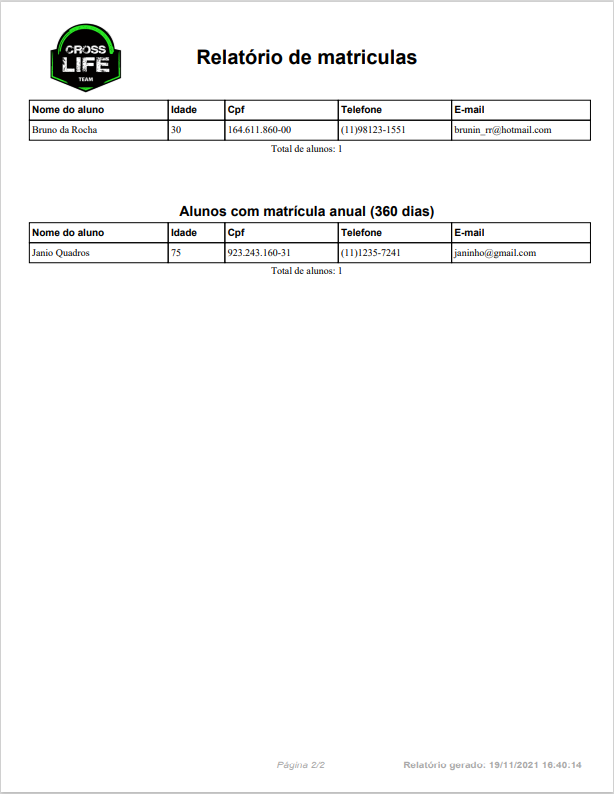 CROSS
LIFE
TEAM
Relatório de matriculas
Nome do aluno Idade Cpf Telefone E-mail
Bruno da Rocha 30 164.611.860-00 (11)98123-1551 brunin_rr@hotmail.com
Total de alunos: 1
Alunos com matrícula anual (360 dias)
Nome do aluno Idade Cpf Telefone E-mail
Janio Quadros 75 923.243.160-31 (11)1235-7241 janinho@gmail.com
Total de alunos: 1
Página 2/2 Relatório gerado: 19/11/2021 16:40:14